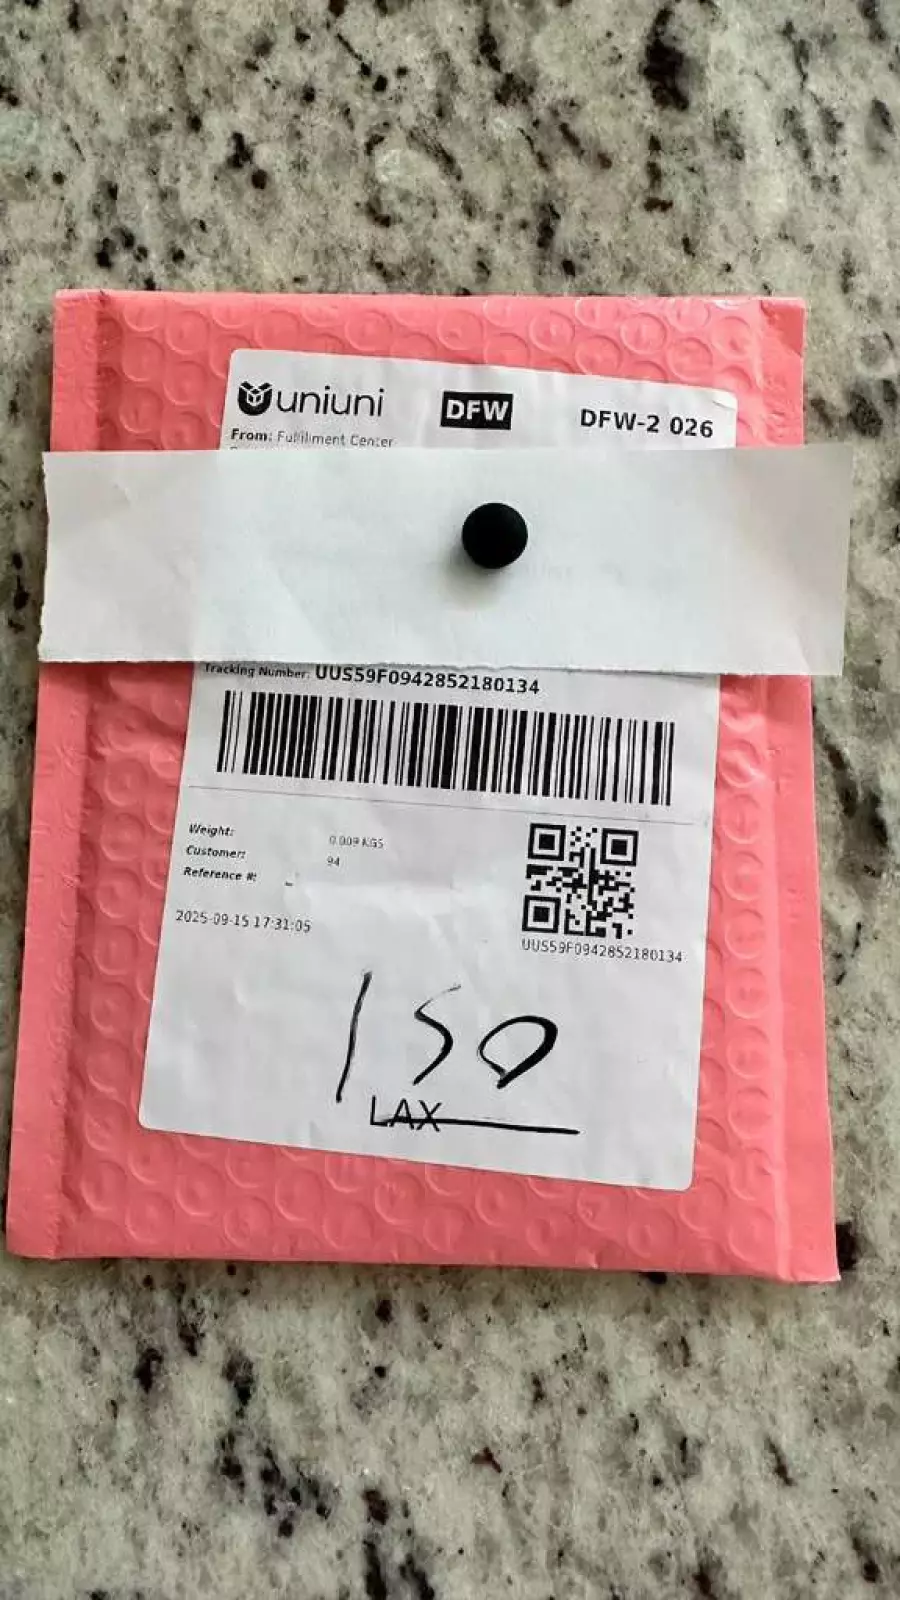 uniuni DFW DFW-2 026
From: Fulfillment Center
Tracking Number: UUS59F0942852180134
Weight: 0.009 KGS
Customer: 94
Reference #: _
2025-09-15 17:31:05
UUS59F0942852180134
150
LAX